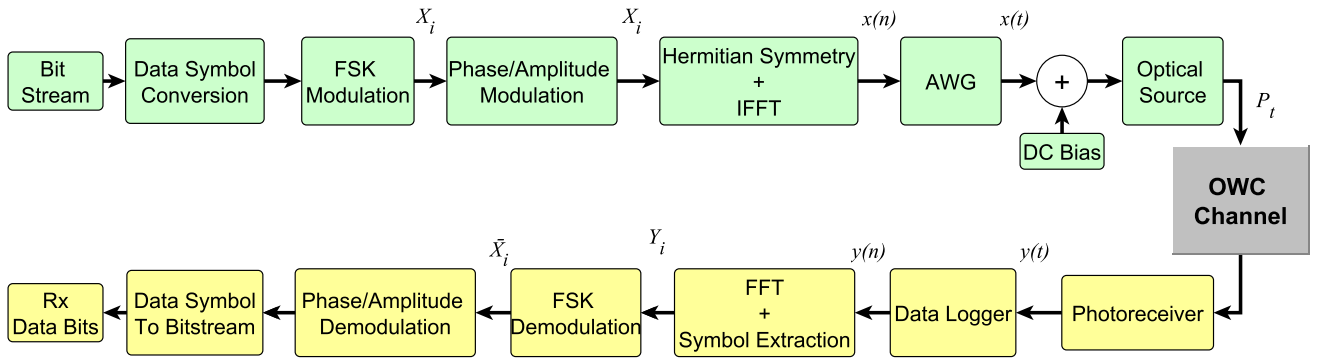 X_i
X_i
x(n)
x(t)
Bit
Stream
Data Symbol
Conversion
FSK
Modulation
Phase/Amplitude
Modulation
Hermitian Symmetry
+
IFFT
AWG
+
DC Bias
Optical
Source
P_t
OWC
Channel
X̄_i
Y_i
y(n)
y(t)
Rx
Data Bits
Data Symbol
To Bitstream
Phase/Amplitude
Demodulation
FSK
Demodulation
FFT
+
Symbol Extraction
Data Logger
Photoreceiver